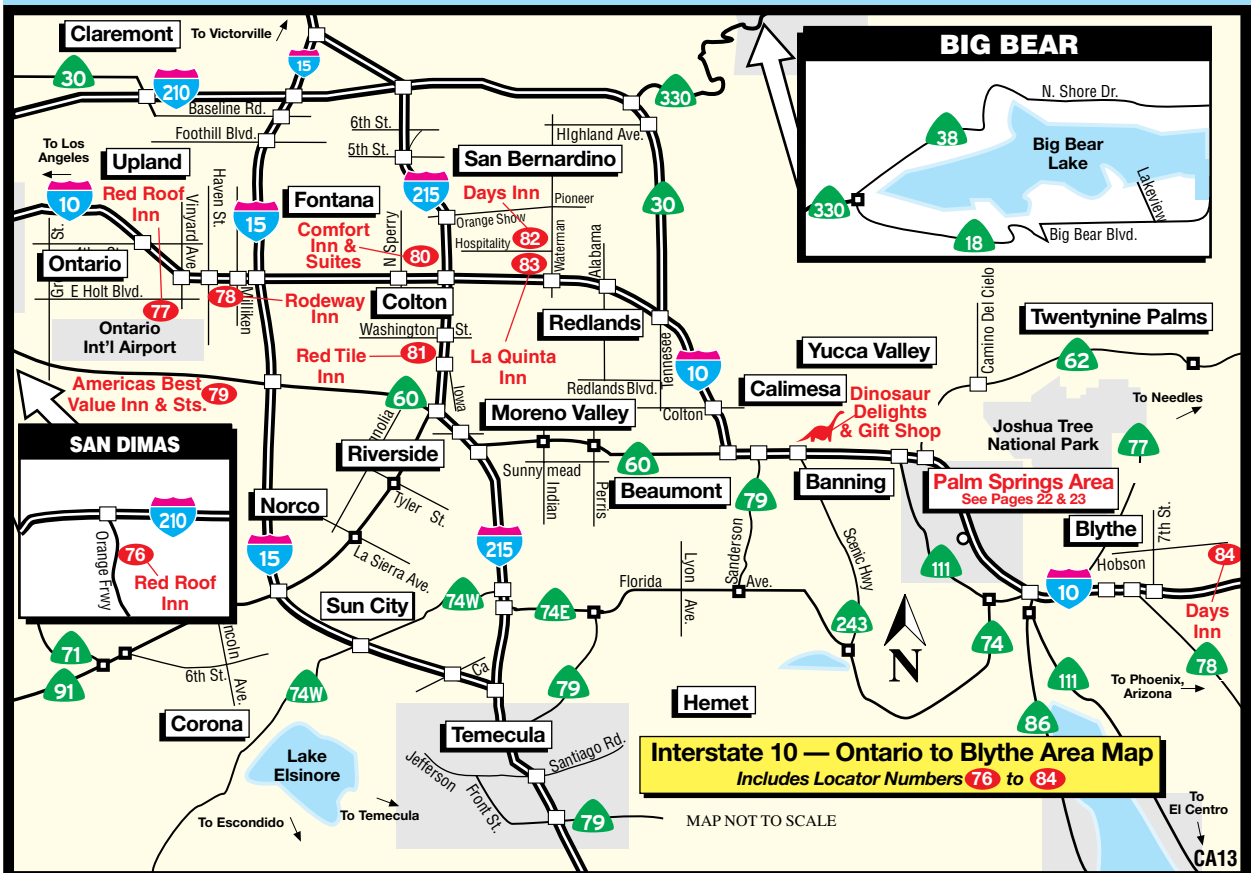 Claremont
To Victorville
15
30
210
Baseline Rd.
Foothill Blvd.
6th St.
5th St.
330
HIghland Ave.
BIG BEAR
N. Shore Dr.
38
Big Bear
Lake
Lakeview
330
18
Big Bear Blvd.
To Los
Angeles
Upland
10
Red Roof
Inn
Vinyard Ave.
Haven St.
15
Fontana
215
San Bernardino
Days Inn
82
Pioneer
Orange Show
Hospitality
Waterman
30
Comfort
Inn &
Suites
80
N Sperry
83
Alabama
St.
Ontario
E Holt Blvd.
77
78
Milliken
Rodeway
Inn
Colton
Ontario
Int'l Airport
Washington St.
Red Tile
Inn
81
La Quinta
Inn
Redlands
10
Redlands Blvd.
Colton
Iowa
Americas Best
Value Inn & Sts.
79
60
Yucca Valley
Calimesa
Dinosaur
Delights
& Gift Shop
Camino Del Cielo
Twentynine Palms
62
To Needles
Joshua Tree
National Park
77
SAN DIMAS
210
Orange Frwy
76
Red Roof
Inn
Moreno Valley
Riverside
Sunny mead
60
Indian
Perris
Beaumont
79
Banning
Palm Springs Area
See Pages 22 & 23
Blythe
7th St.
Hobson
84
Days
Inn
Norco
Tyler St.
La Sierra Ave.
15
215
Sun City
74W
74E
Florida Ave.
Lyon
Ave.
Sanderson
Scenic Hwy
243
111
N
74
10
111
86
78
To Phoenix,
Arizona
71
91
6th St.
Ave.
74W
79
Corona
Hemet
Temecula
Lake
Elsinore
Jefferson
Front St.
Santiago Rd.
79
To Escondido
To Temecula
MAP NOT TO SCALE
Interstate 10 — Ontario to Blythe Area Map
Includes Locator Numbers 76 to 84
To
El Centro
CA13